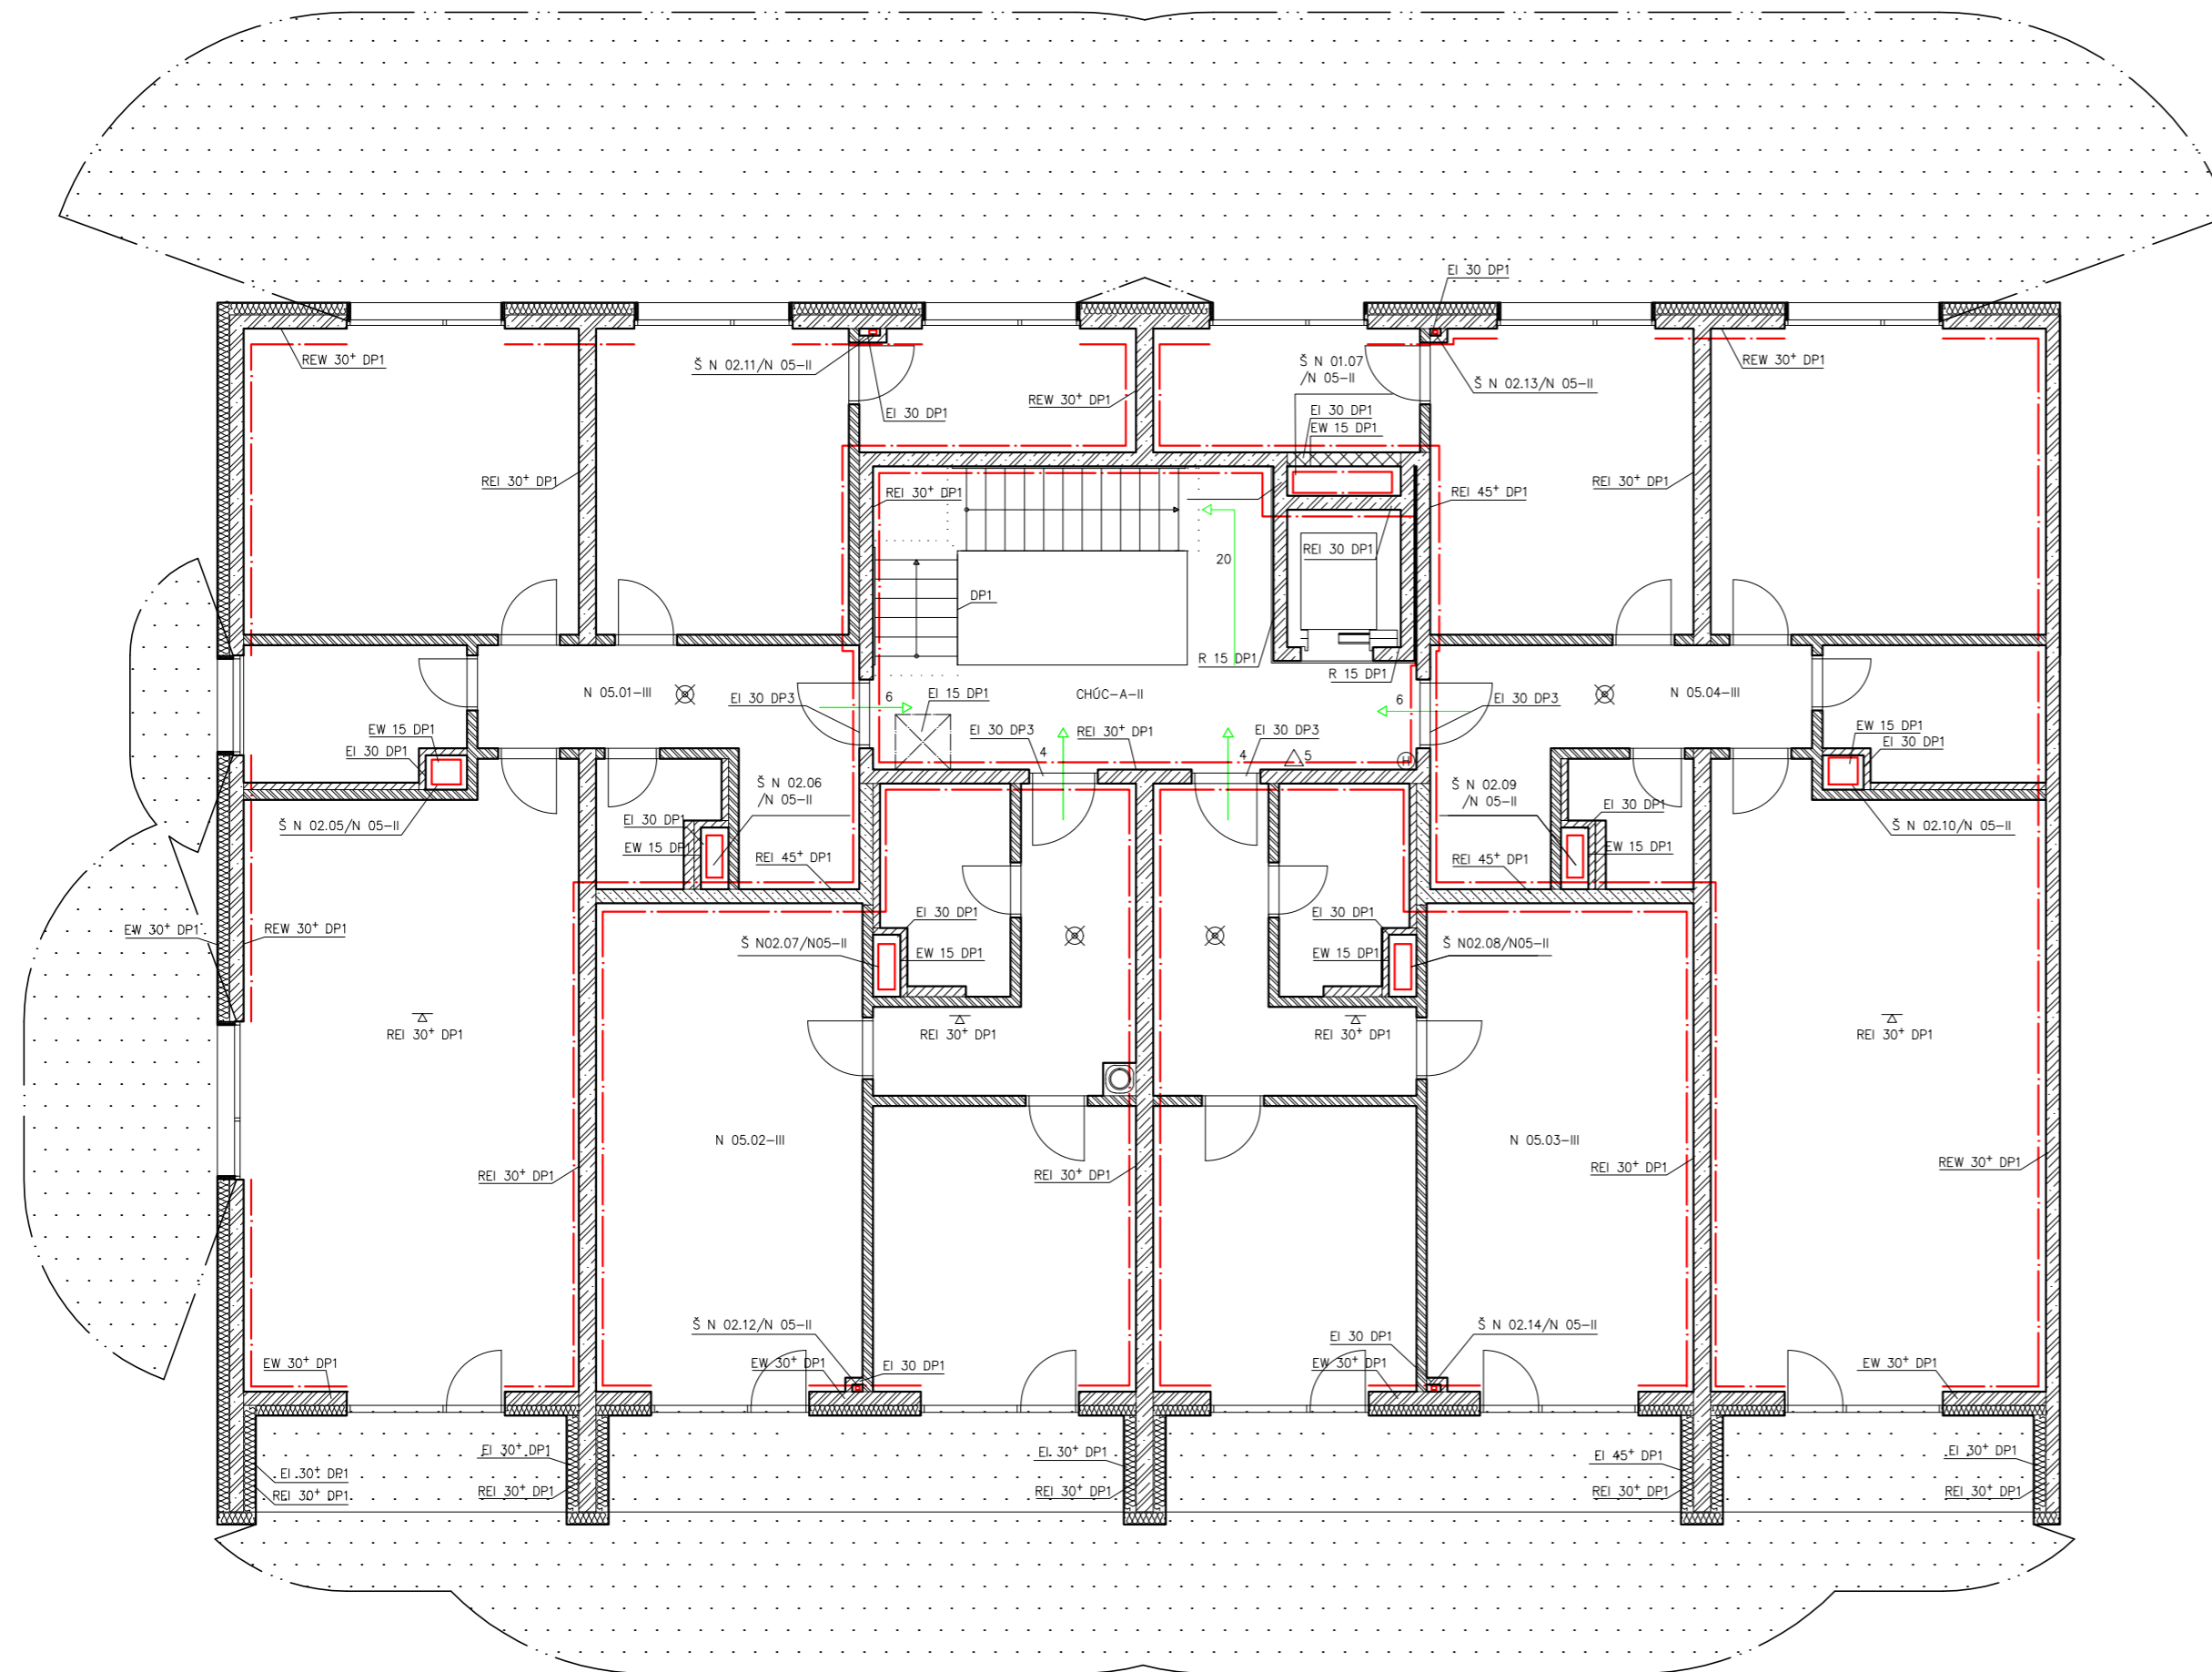 EI 30 DP1
REW 30+ DP1
Š N 02.11/N 05-II
EI 30 DP1
REW 30+ DP1
Š N 01.07
/N 05-II
EI 30 DP1
EW 15 DP1
Š N 02.13/N 05-II
REW 30+ DP1
REI 30+ DP1
REI 30+ DP1
REI 45+ DP1
REI 30+ DP1
REI 30 DP1
20
DP1
R 15 DP1
R 15 DP1
N 05.01-III
EI 30 DP3
6
EI 15 DP1
CHÚC-A-II
6
EI 30 DP3
N 05.04-III
EW 15 DP1
EI 30 DP1
EI 30 DP3
4
REI 30+ DP1
4
EI 30 DP3
5
H
EW 15 DP1
EI 30 DP1
Š N 02.05/N 05-II
Š N 02.06
/N 05-II
EI 30 DP1
EW 15 DP1
REI 45+ DP1
Š N 02.09
/N 05-II
EI 30 DP1
EW 15 DP1
REI 45+ DP1
Š N 02.10/N 05-II
EW 30+ DP1
REW 30+ DP1
EI 30 DP1
Š N02.07/N05-II
EW 15 DP1
EI 30 DP1
EW 15 DP1
Š N02.08/N05-II
REI 30+ DP1
REI 30+ DP1
REI 30+ DP1
REI 30+ DP1
N 05.02-III
N 05.03-III
REI 30+ DP1
REI 30+ DP1
REI 30+ DP1
REW 30+ DP1
Š N 02.12/N 05-II
EW 30+ DP1
EW 30+ DP1
EI 30 DP1
EI 30 DP1
EW 30+ DP1
Š N 02.14/N 05-II
EW 30+ DP1
EI 30+ DP1
REI 30+ DP1
EI 30+ DP1
REI 30+ DP1
EI 30+ DP1
REI 30+ DP1
EI 45+ DP1
REI 30+ DP1
EI 30+ DP1
REI 30+ DP1